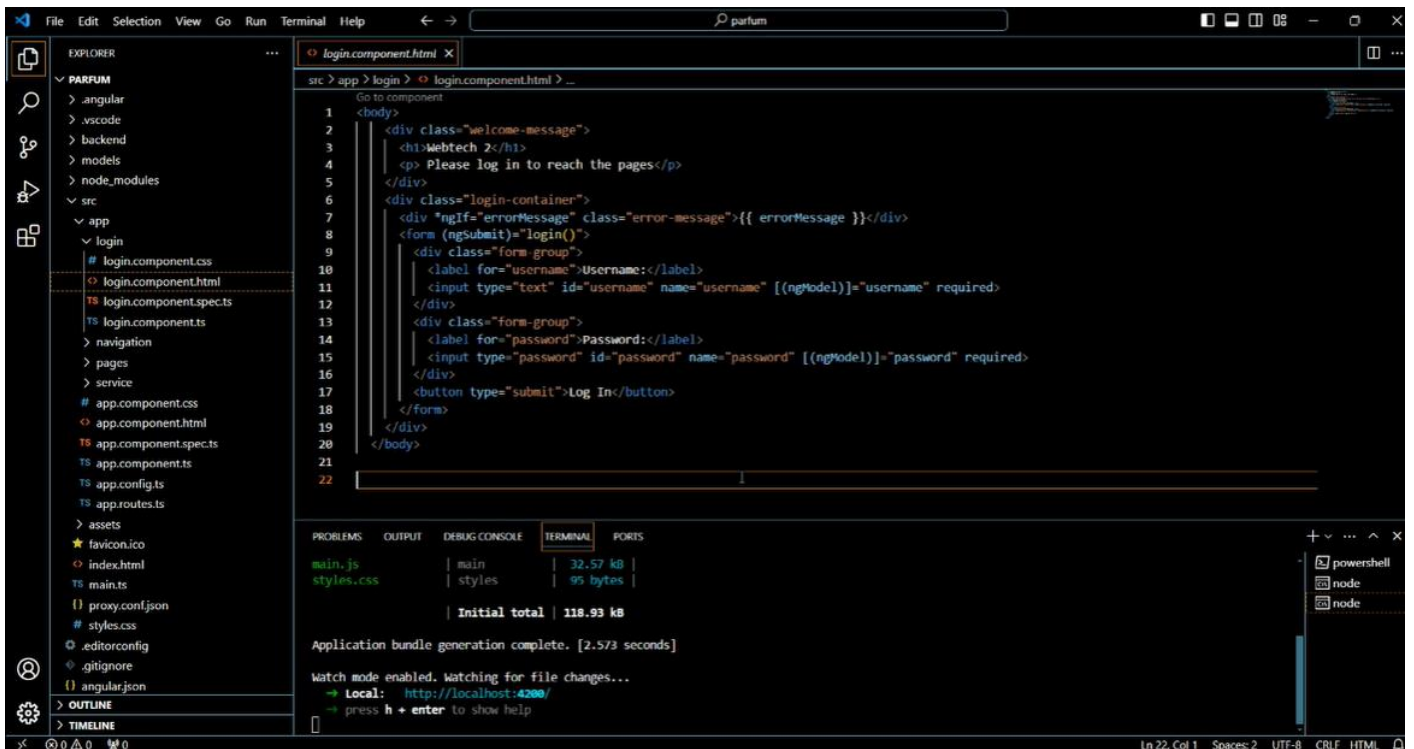 File Edit Selection View Go Run Terminal Help
parfum
EXPLORER
PARFUM
.angular
.vscode
backend
models
node_modules
src
app
login
# login.component.css
<> login.component.html
TS login.component.spec.ts
TS login.component.ts
navigation
pages
service
# app.component.css
<> app.component.html
TS app.component.spec.ts
TS app.component.ts
TS app.config.ts
TS app.routes.ts
assets
favicon.ico
<> index.html
TS main.ts
{} proxy.conf.json
# styles.css
.editorconfig
.gitignore
{} angular.json
OUTLINE
TIMELINE
<> login.component.html
src > app > login > <> login.component.html > ...
Go to component
1 <body>
2 <div class="welcome-message">
3 <h1>Webtech 2</h1>
4 <p> Please log in to reach the pages</p>
5 </div>
6 <div class="login-container">
7 <div *ngIf="errorMessage" class="error-message">{{ errorMessage }}</div>
8 <form (ngSubmit)="login()">
9 <div class="form-group">
10 <label for="username">Username:</label>
11 <input type="text" id="username" name="username" [(ngModel)]="username" required>
12 </div>
13 <div class="form-group">
14 <label for="password">Password:</label>
15 <input type="password" id="password" name="password" [(ngModel)]="password" required>
16 </div>
17 <button type="submit">Log In</button>
18 </form>
19 </div>
20 </body>
21
22
PROBLEMS OUTPUT DEBUG CONSOLE TERMINAL PORTS
main.js | main | 32.57 kB |
styles.css | styles | 95 bytes |
| Initial total | 118.93 kB
Application bundle generation complete. [2.573 seconds]
Watch mode enabled. Watching for file changes...
→ Local: http://localhost:4200/
→ press h + enter to show help
powershell
node
node
0 0 0
Ln 22, Col 1 Spaces: 2 UTF-8 CRLF HTML